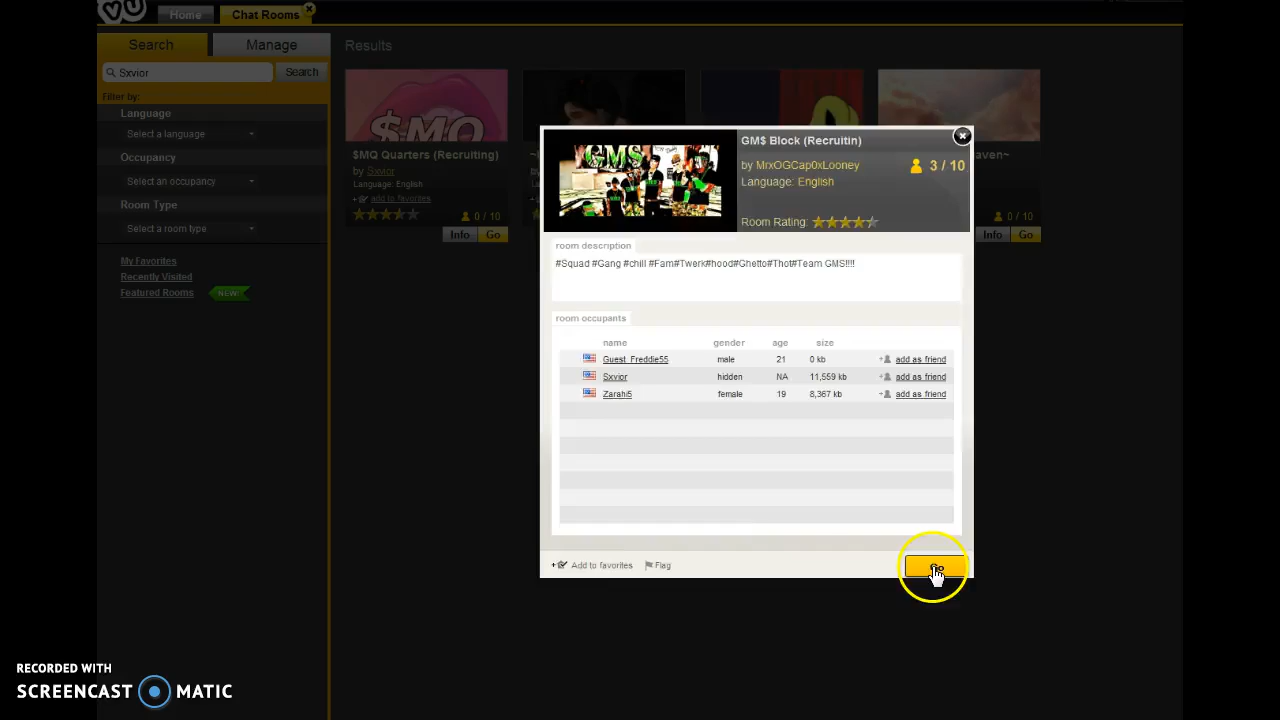 Home
Chat Rooms
Search
Manage
Results
Sxvior
Search
Filter by:
Language
Select a language
Occupancy
Select an occupancy
Room Type
Select a room type
My Favorites
Recently Visited
Featured Rooms
NEW!
$MQ
$MQ Quarters (Recruiting)
by Sxvior
Language: English
add to favorites
0 / 10
Info
Go
0 / 10
Info
Go
GM$
GM$ Block (Recruitin)
by MrxOGCap0xLooney
3 / 10
Language: English
Room Rating:
room description
#Squad #Gang #chill #Fam#Twerk#hood#Ghetto#Thot#Team GMS!!!!
room occupants
name gender age size
Guest_Freddie55 male 21 0 kb add as friend
Sxvior hidden NA 11,559 kb add as friend
Zarahi5 female 19 8,367 kb add as friend
Add to favorites
Flag
Go
RECORDED WITH
SCREENCAST MATIC